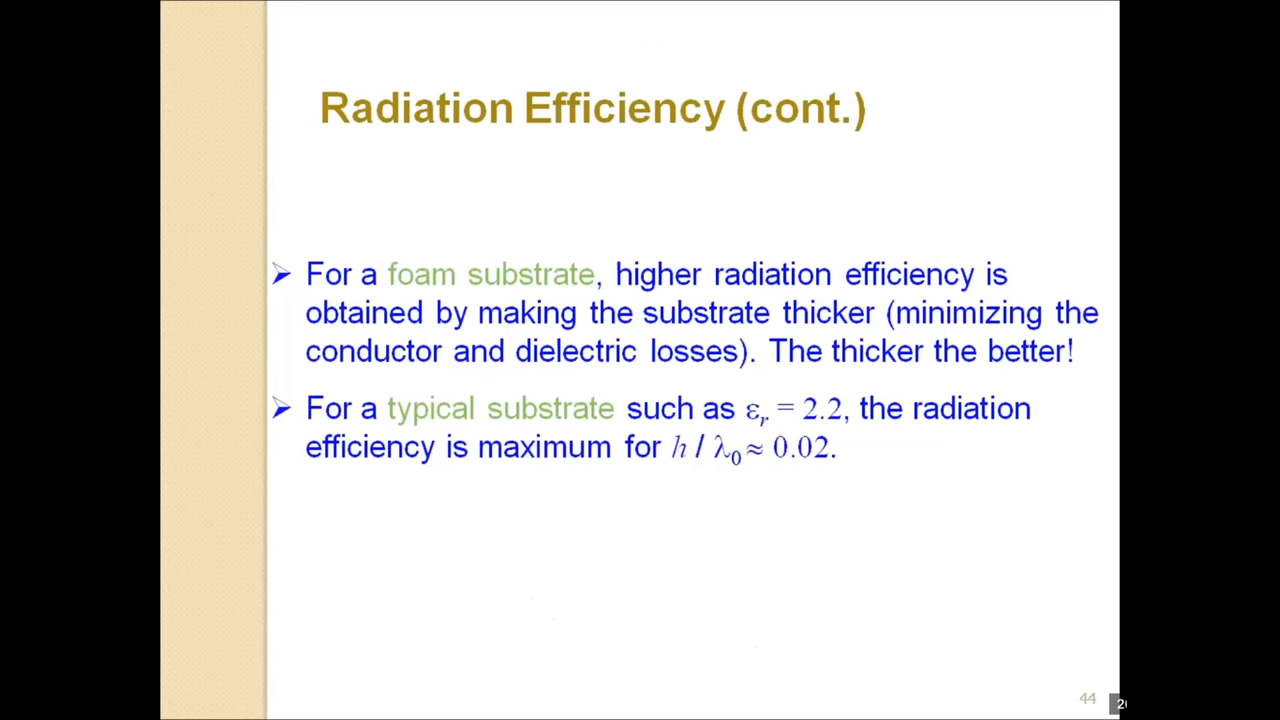 Radiation Efficiency (cont.)
➢ For a foam substrate, higher radiation efficiency is
obtained by making the substrate thicker (minimizing the
conductor and dielectric losses). The thicker the better!
➢ For a typical substrate such as εr = 2.2, the radiation
efficiency is maximum for h / λ0 ≈ 0.02.
44